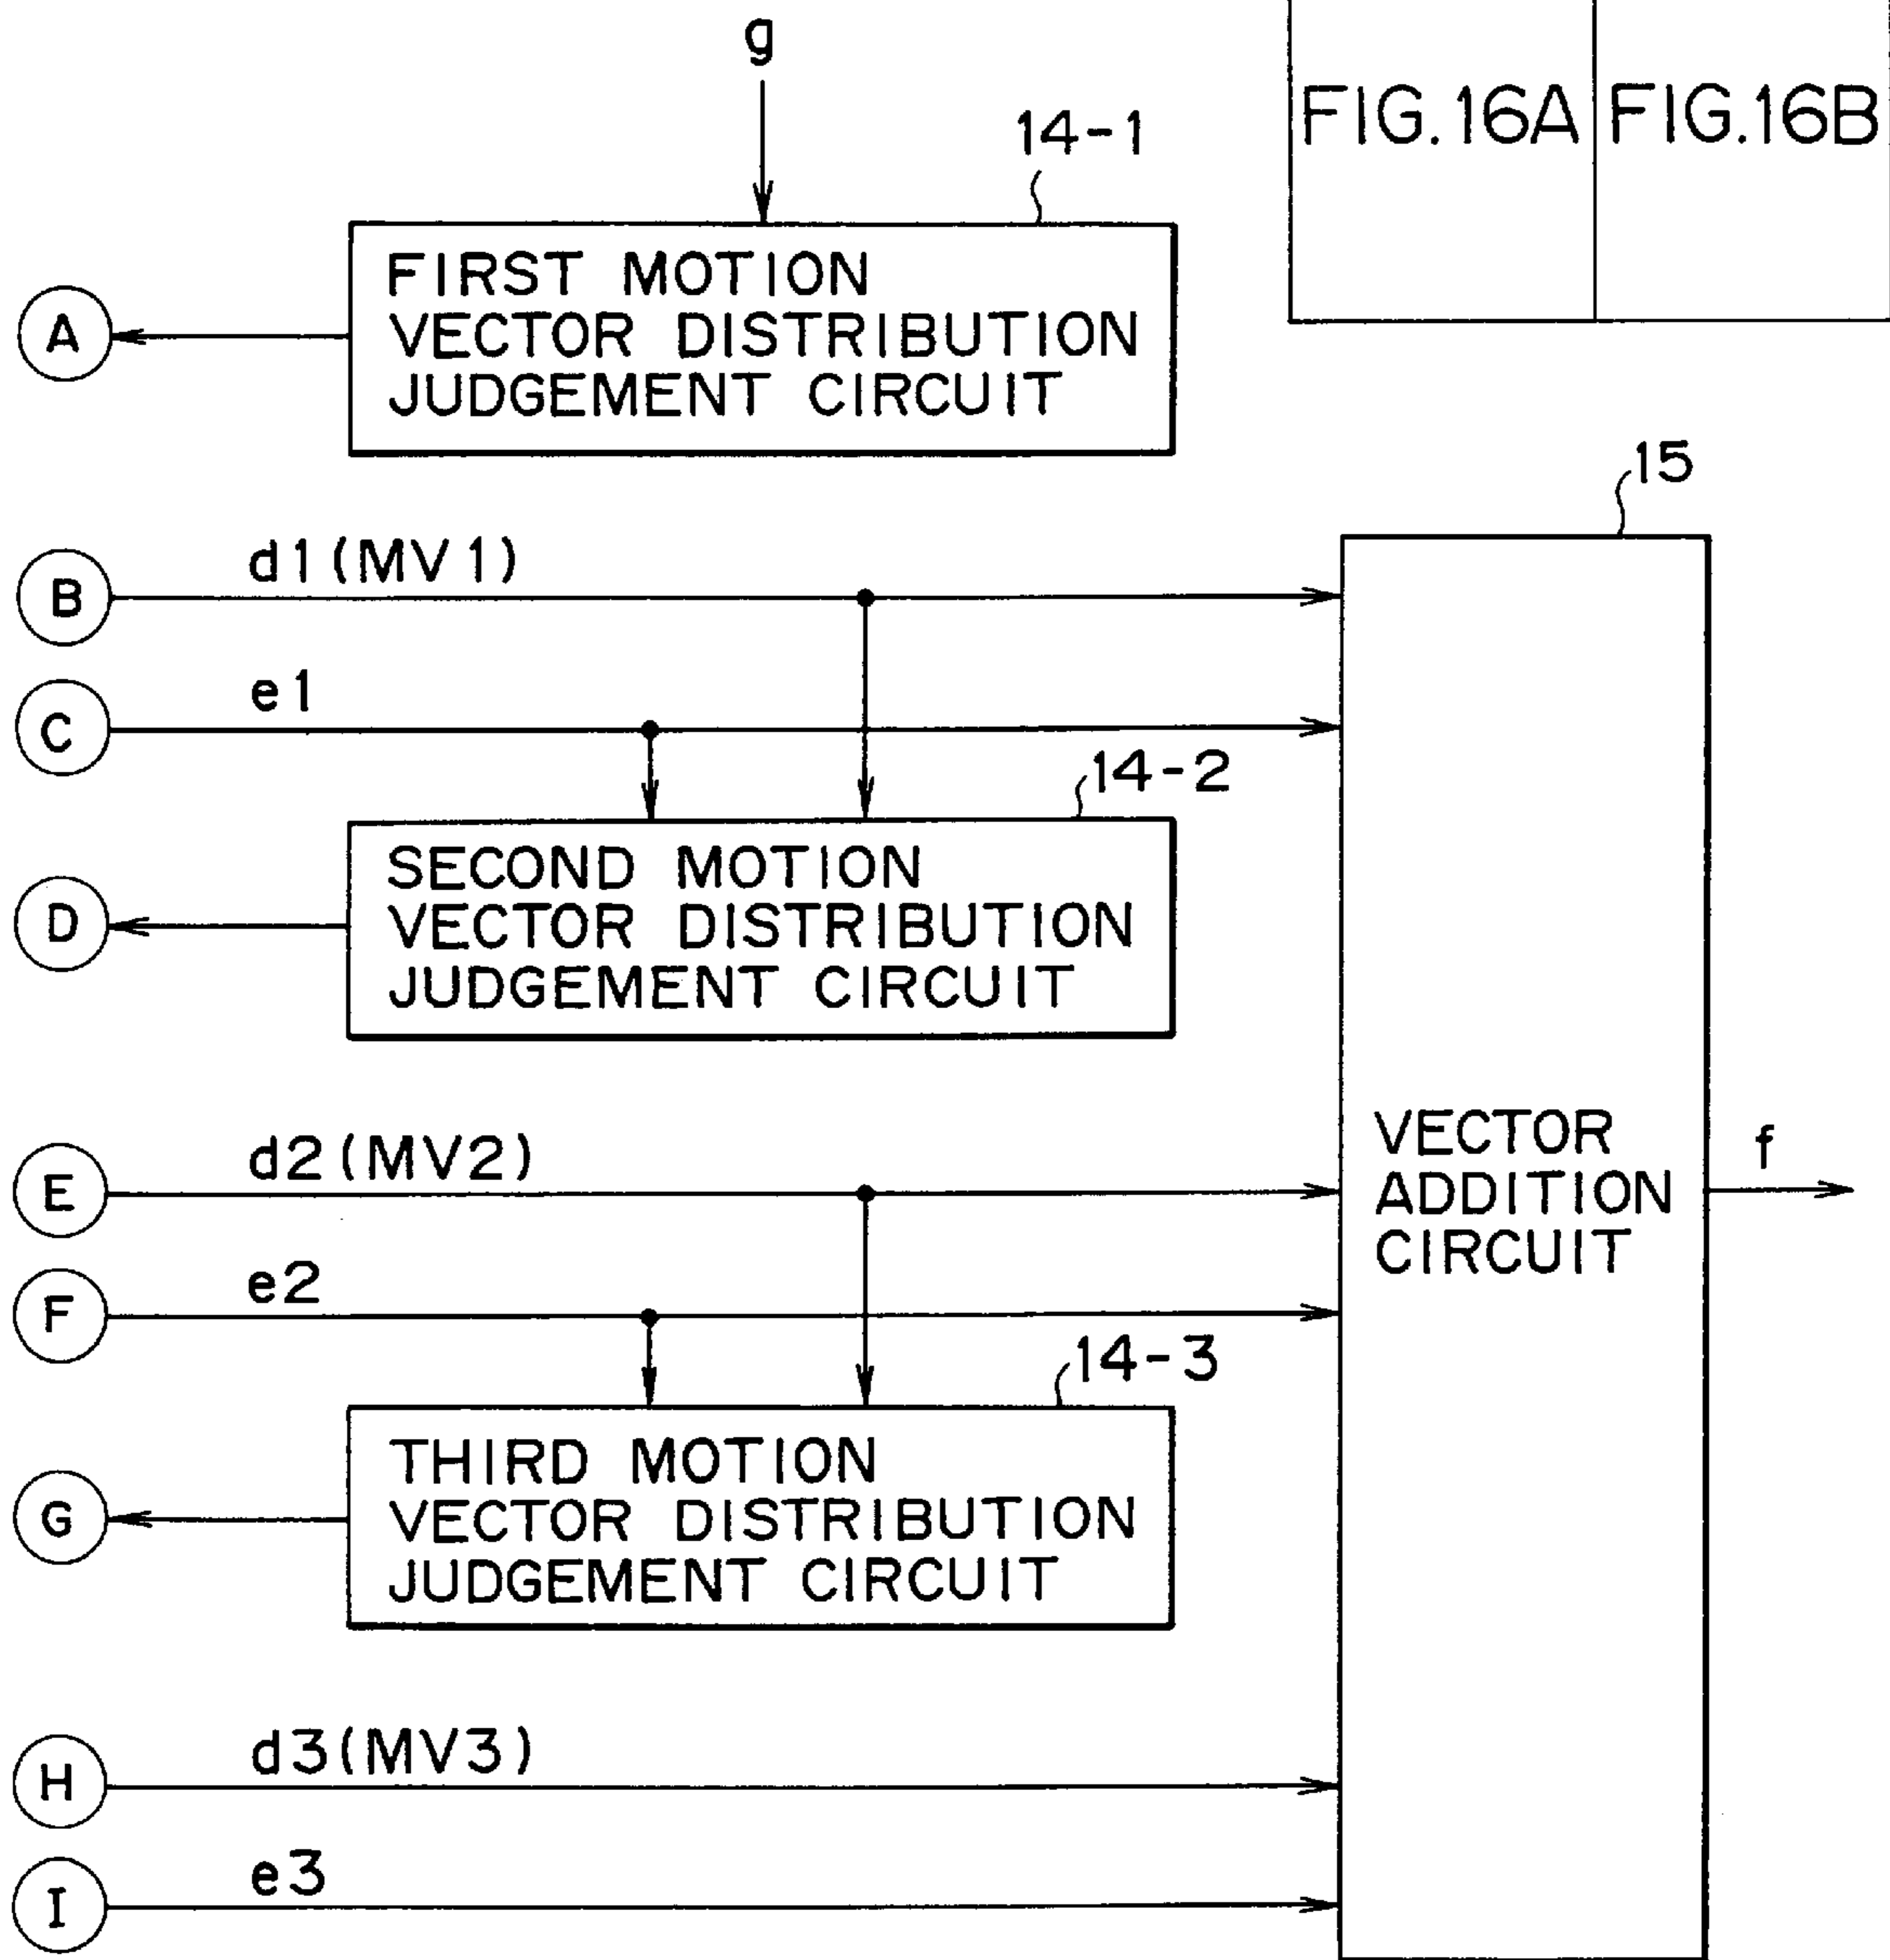 g
FIG. 16A FIG. 16B
14-1
FIRST MOTION
VECTOR DISTRIBUTION
JUDGEMENT CIRCUIT
A
15
B
d1(MV1)
C
e1
14-2
SECOND MOTION
VECTOR DISTRIBUTION
JUDGEMENT CIRCUIT
D
VECTOR
ADDITION
CIRCUIT
f
E
d2(MV2)
F
e2
14-3
THIRD MOTION
VECTOR DISTRIBUTION
JUDGEMENT CIRCUIT
G
H
d3(MV3)
I
e3